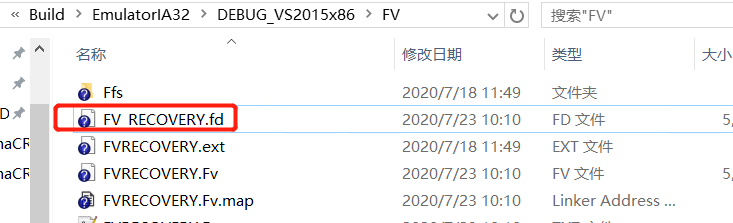 Build > EmulatorIA32 > DEBUG_VS2015x86 > FV
搜索"FV"
名称 修改日期 类型 大小
Ffs 2020/7/18 11:49 文件夹
D FV_RECOVERY.fd 2020/7/23 10:10 FD 文件 5,
naCR FVRECOVERY.ext 2020/7/18 11:49 EXT 文件
naCR FVRECOVERY.Fv 2020/7/23 10:10 FV 文件 5,
FVRECOVERY.Fv.map 2020/7/23 10:10 Linker Address ...